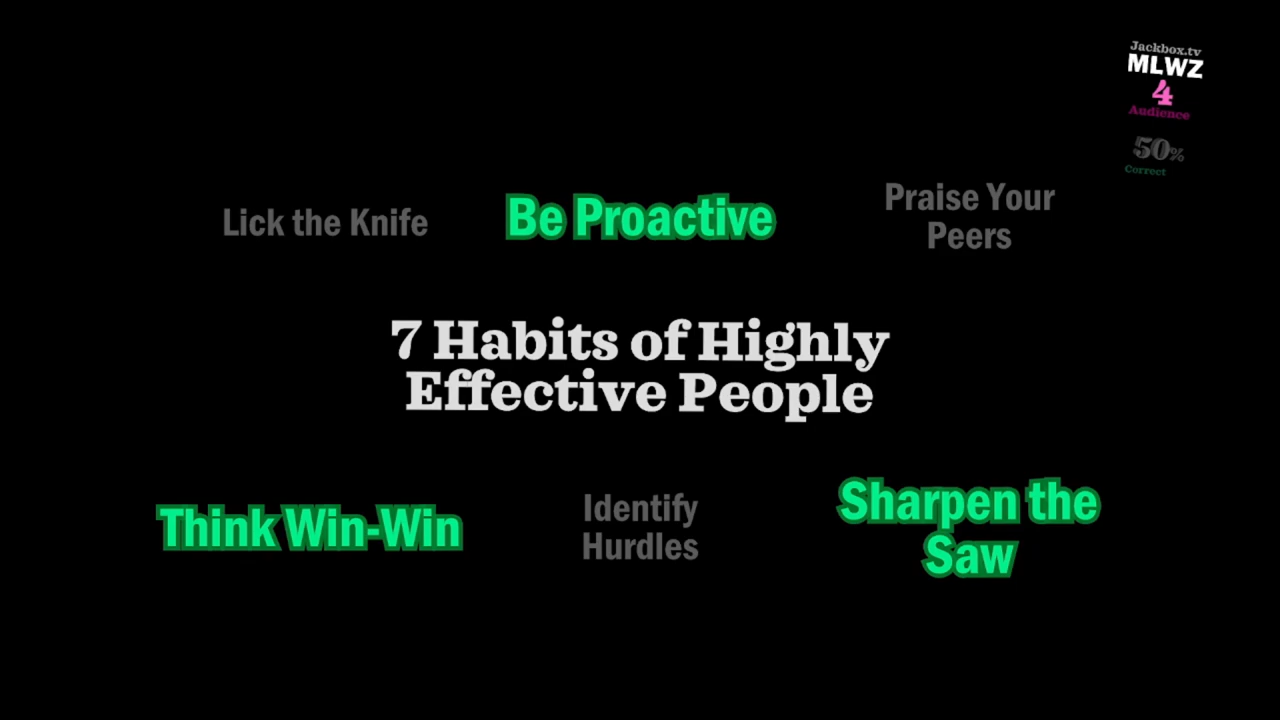 Jackbox.tv
MLWZ
4
Audience
50%
Correct
Lick the Knife
Be Proactive
Praise Your
Peers
7 Habits of Highly
Effective People
Think Win-Win
Identify
Hurdles
Sharpen the
Saw